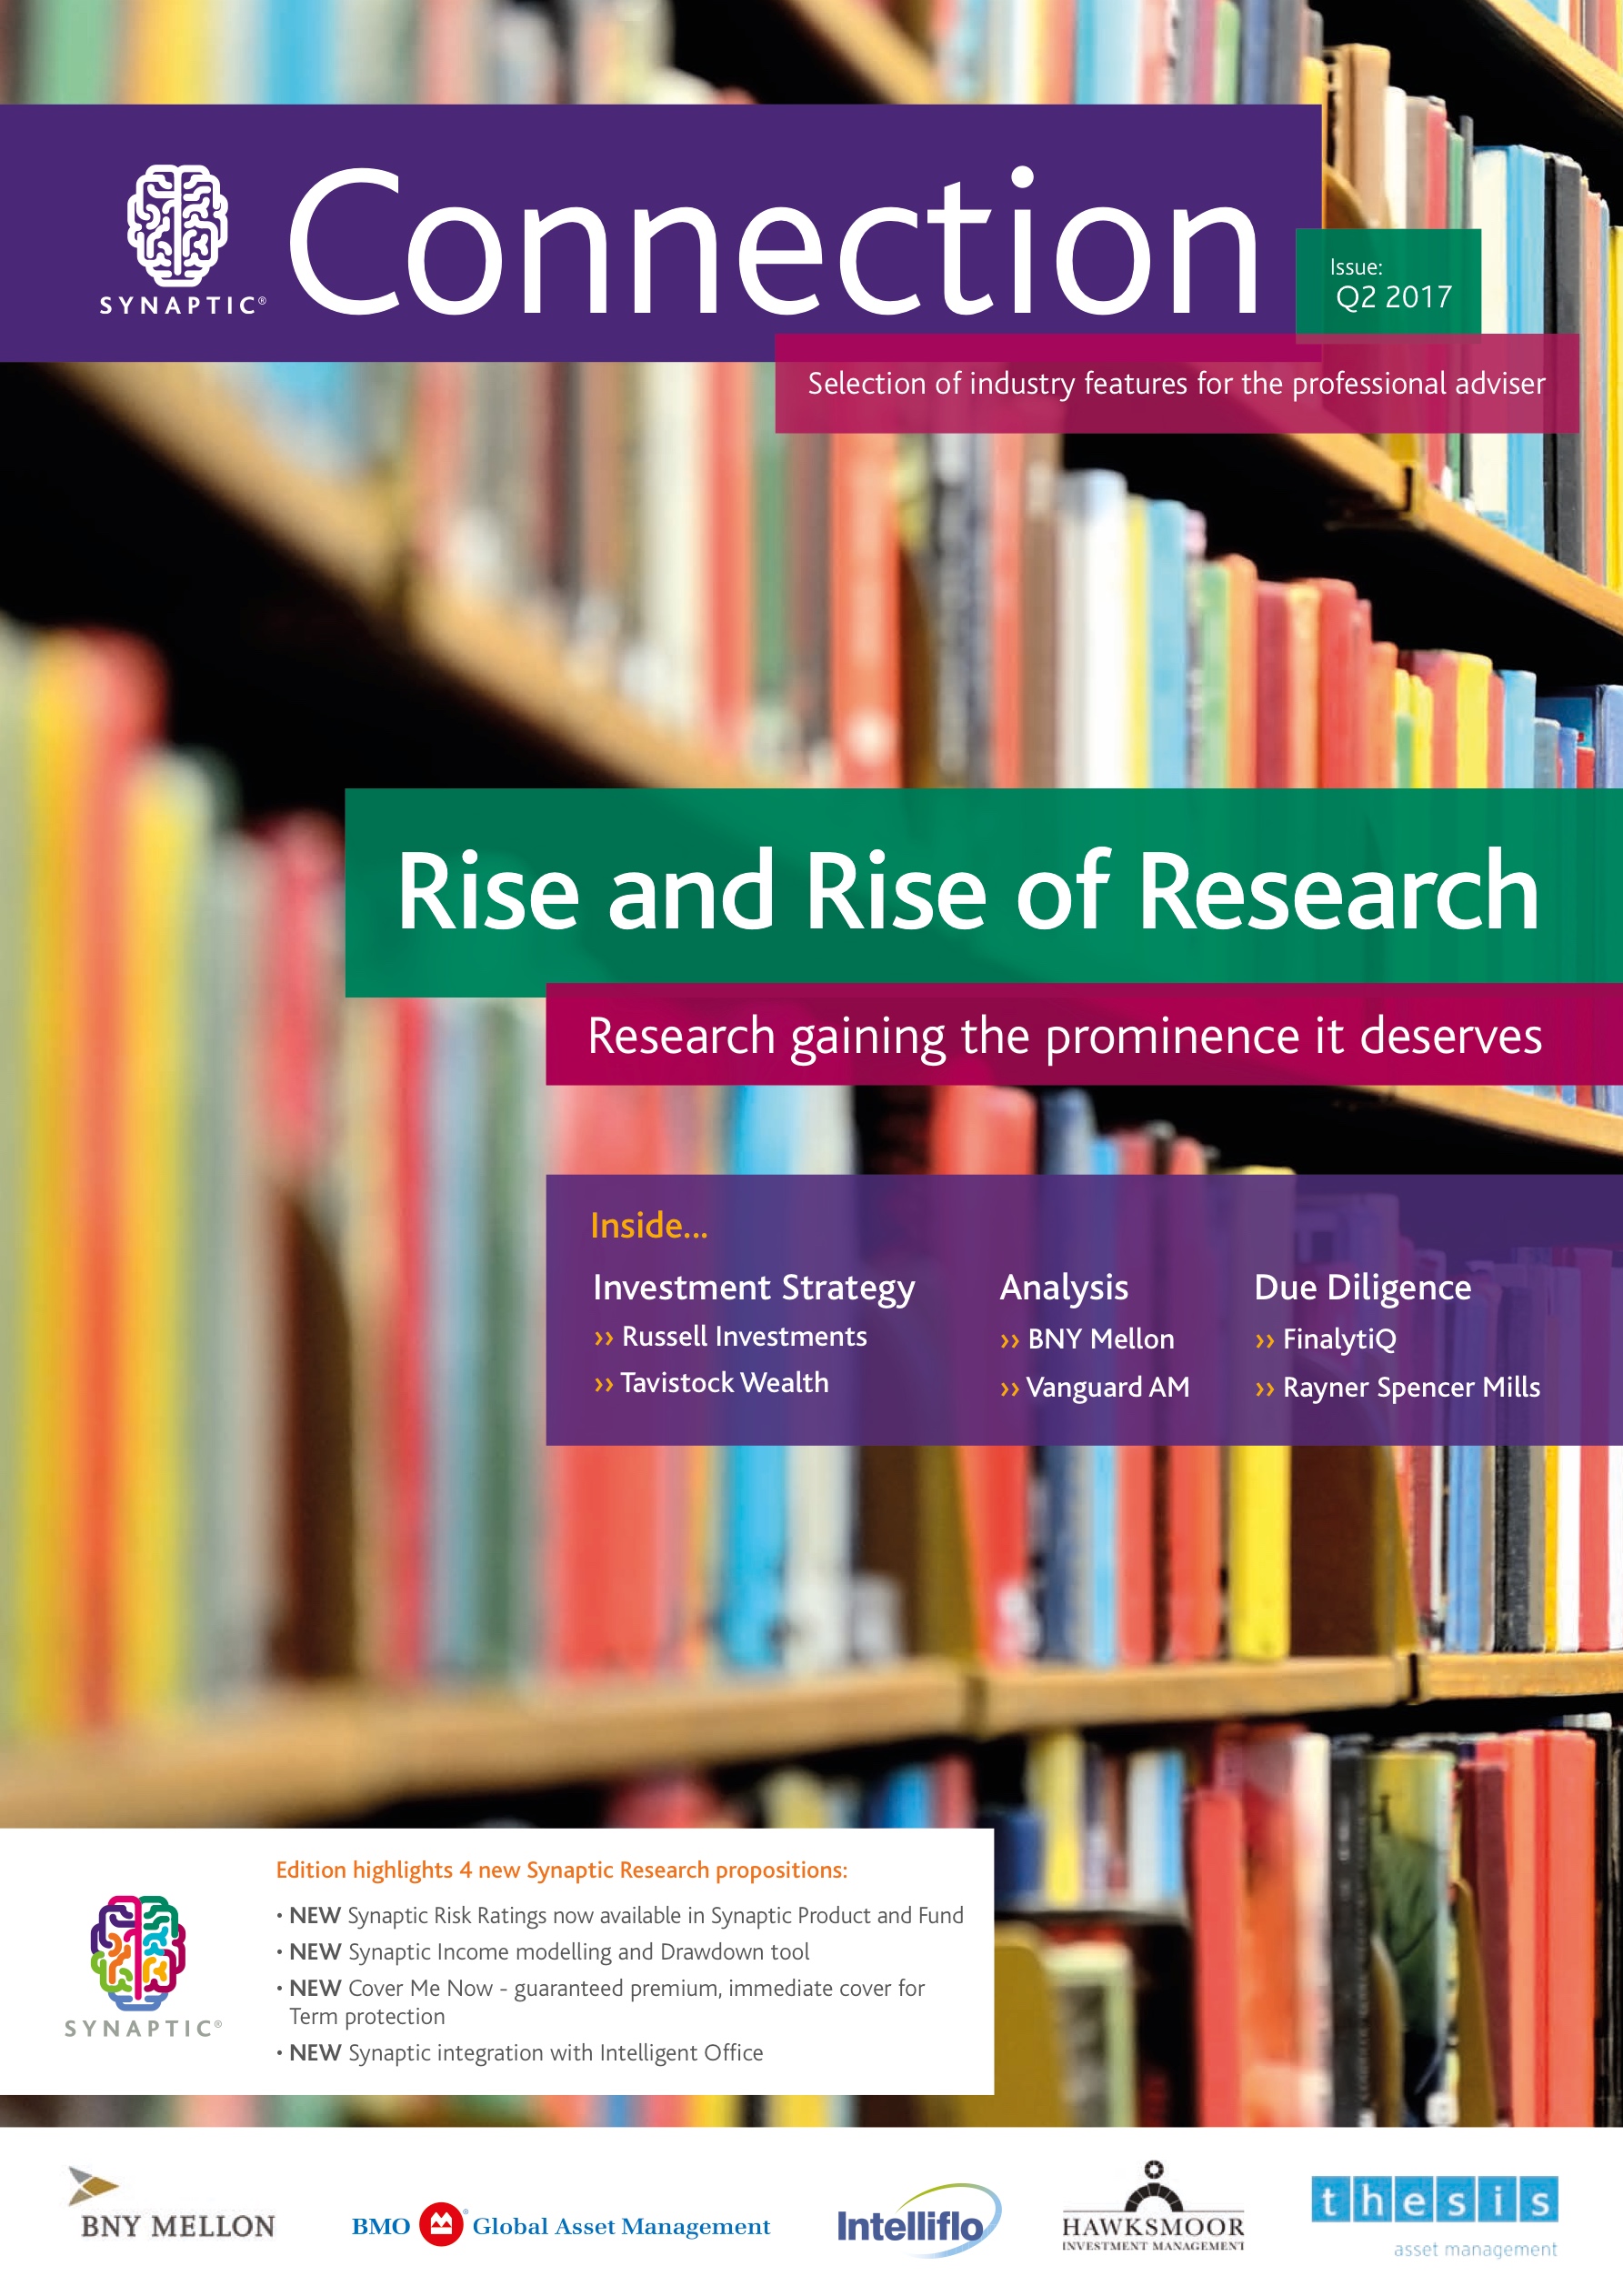 SYNAPTIC®
Connection
Issue:
Q2 2017
Selection of industry features for the professional adviser
Rise and Rise of Research
Research gaining the prominence it deserves
Inside...
Investment Strategy
›› Russell Investments
›› Tavistock Wealth
Analysis
›› BNY Mellon
›› Vanguard AM
Due Diligence
›› FinalytiQ
›› Rayner Spencer Mills
Edition highlights 4 new Synaptic Research propositions:
• NEW Synaptic Risk Ratings now available in Synaptic Product and Fund
• NEW Synaptic Income modelling and Drawdown tool
• NEW Cover Me Now - guaranteed premium, immediate cover for
Term protection
• NEW Synaptic integration with Intelligent Office
SYNAPTIC®
BNY MELLON
BMO Global Asset Management
Intelliflo
HAWKSMOOR
INVESTMENT MANAGEMENT
thesis
asset management